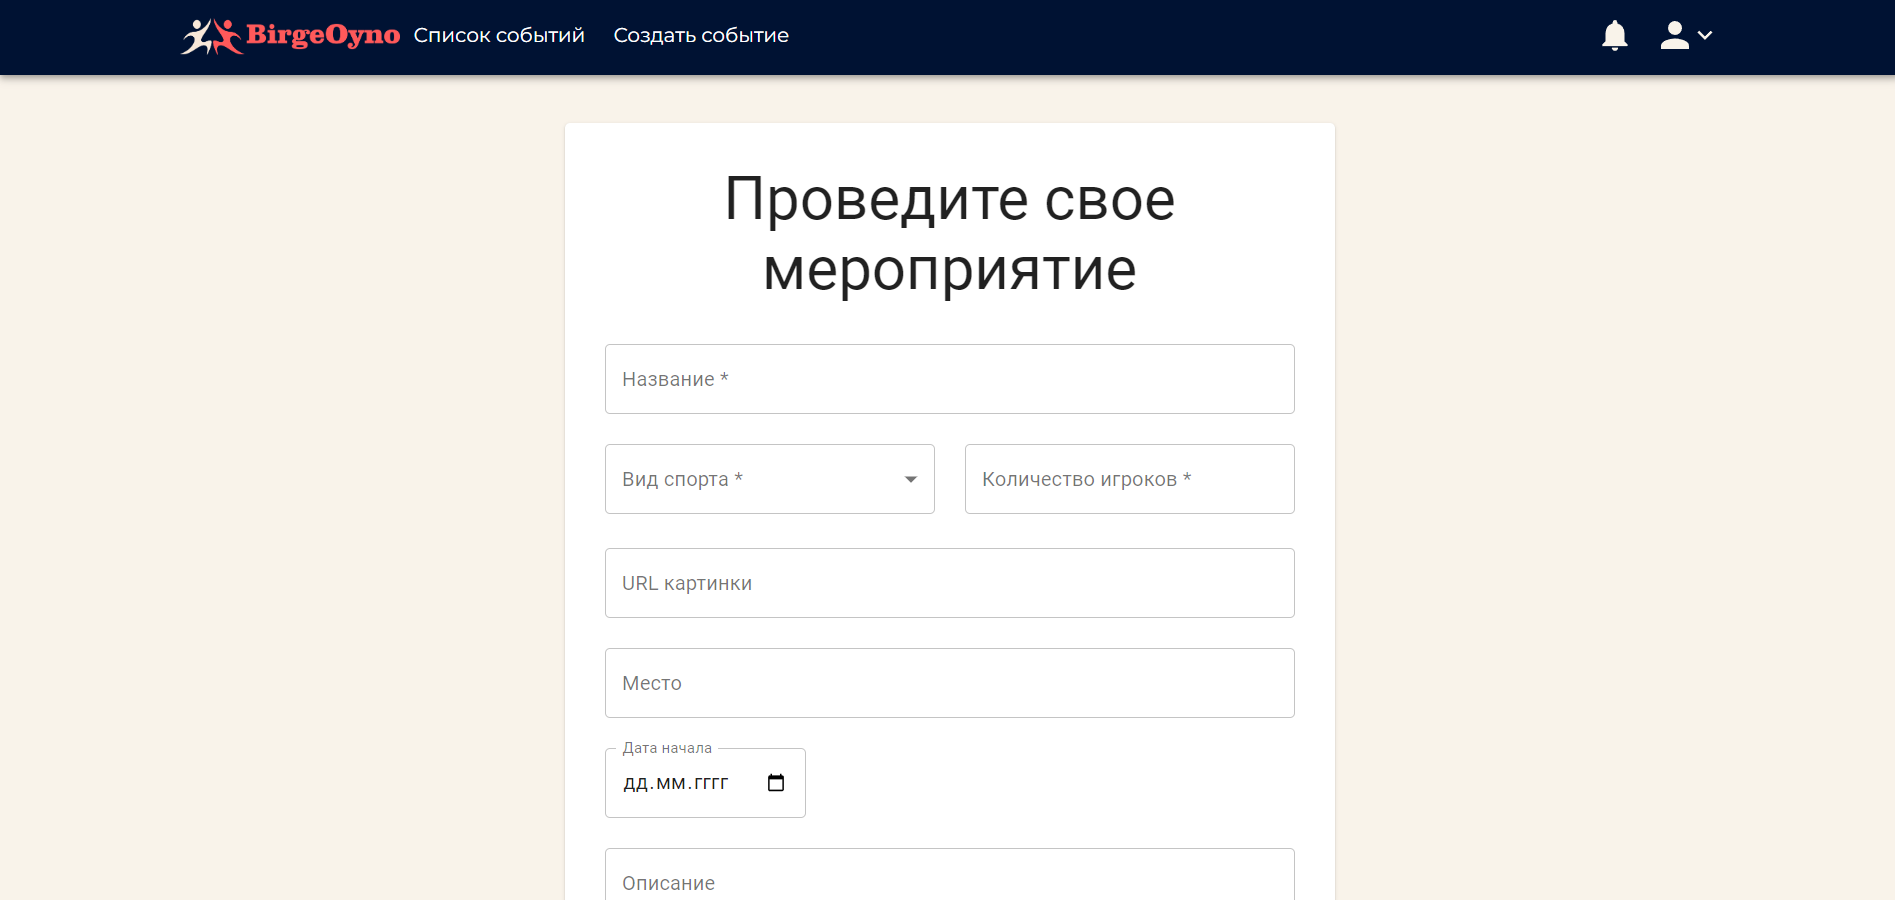 BirgeOyno Список событий Создать событие
Проведите свое
мероприятие
Название *
Вид спорта * Количество игроков *
URL картинки
Место
Дата начала
дд.мм.гггг
Описание